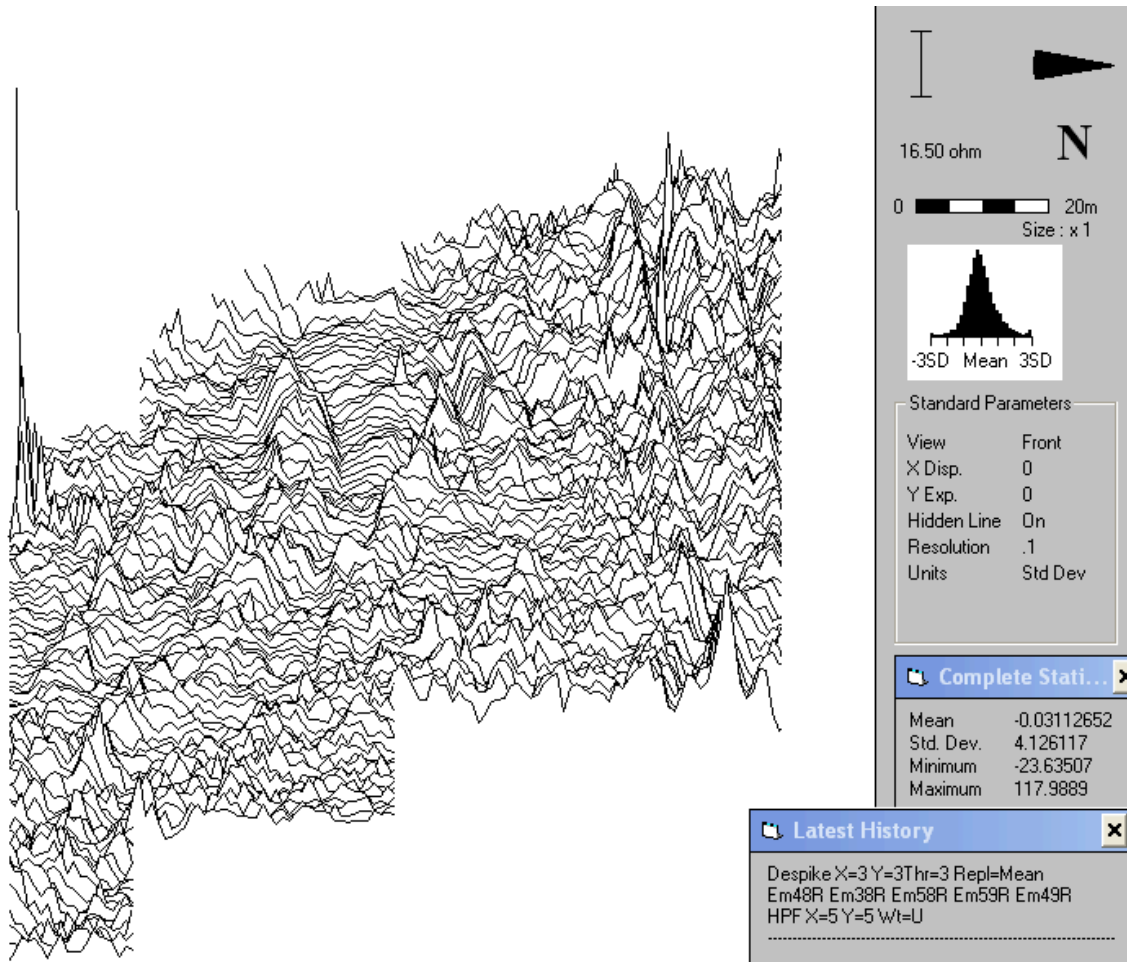 16.50 ohm
N
0 20m
Size : x 1
-3SD Mean 3SD
Standard Parameters
View Front
X Disp. 0
Y Exp. 0
Hidden Line On
Resolution .1
Units Std Dev
Complete Stati...
Mean -0.03112652
Std. Dev. 4.126117
Minimum -23.63507
Maximum 117.9889
Latest History
Despike X=3 Y=3Thr=3 Repl=Mean
Em48R Em38R Em58R Em59R Em49R
HPF X=5 Y=5 Wt=U